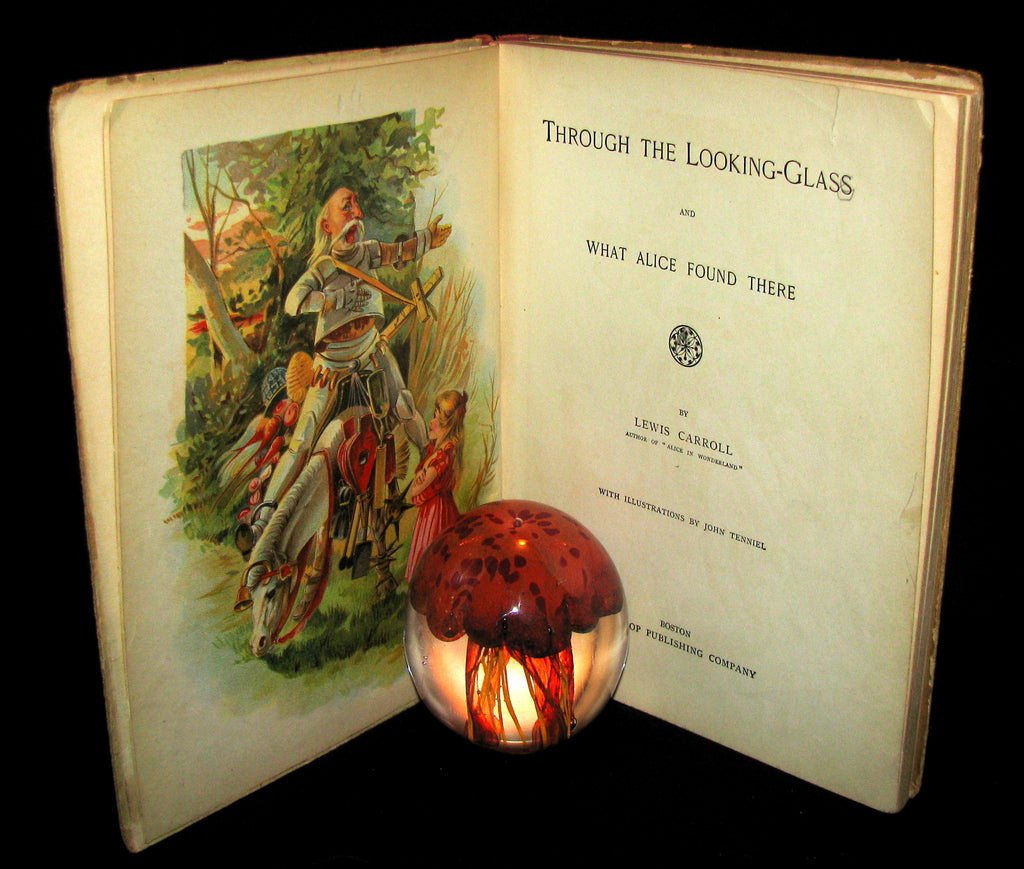 THROUGH THE LOOKING-GLASS
AND
WHAT ALICE FOUND THERE
BY
LEWIS CARROLL
AUTHOR OF "ALICE IN WONDERLAND"
WITH ILLUSTRATIONS BY JOHN TENNIEL
BOSTON
PUBLISHING COMPANY